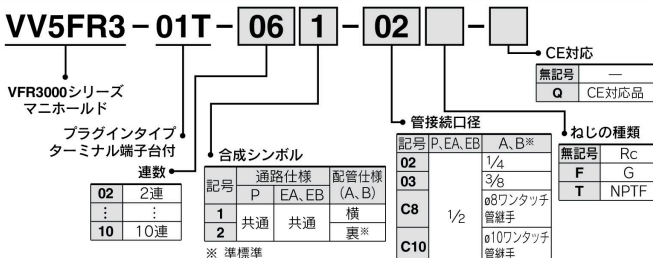 VV5FR3-01T-06 1-02 -
VFR3000シリーズ
マニホールド
プラグインタイプ
ターミナル端子台付
連数
02 2連
⋮ ⋮
10 10連
合成シンボル
記号 通路仕様 配管仕様
P EA、EB (A、B)
1 共通 共通 横
2 裏※
※ 準標準
管接続口径
記号 P、EA、EB A、B※
02 1/4
03 3/8
C8 1/2 ø8ワンタッチ
管継手
C10 ø10ワンタッチ
管継手
CE対応
無記号 —
Q CE対応品
ねじの種類
無記号 Rc
F G
T NPTF